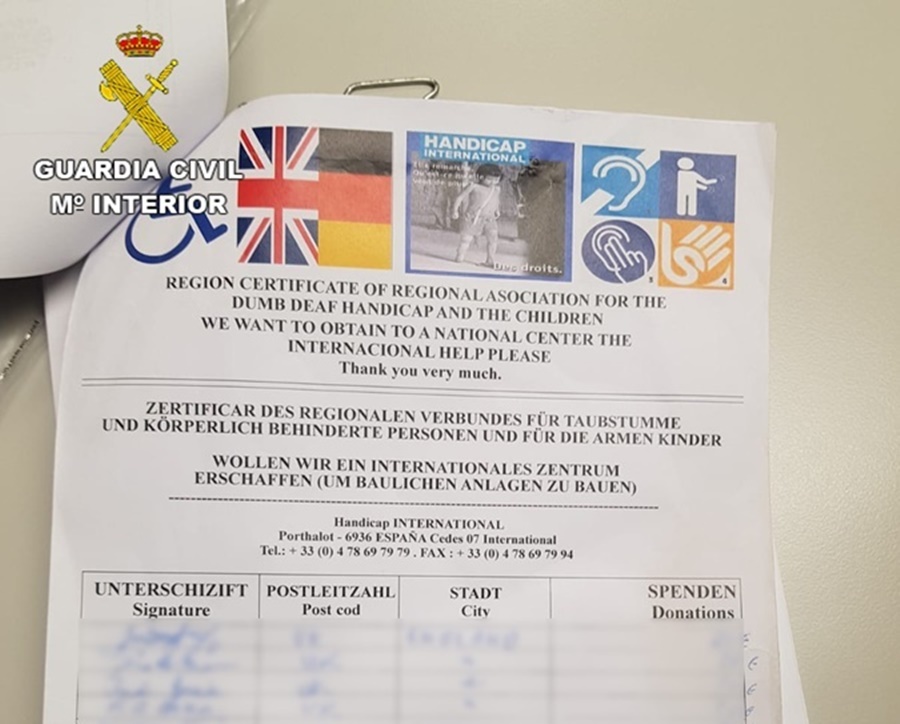 GUARDIA CIVIL
Mº INTERIOR
HANDICAP
INTERNATIONAL
Des droits.
REGION CERTIFICATE OF REGIONAL ASOCIATION FOR THE
DUMB DEAF HANDICAP AND THE CHILDREN
WE WANT TO OBTAIN TO A NATIONAL CENTER THE
INTERNACIONAL HELP PLEASE
Thank you very much.
ZERTIFICAR DES REGIONALEN VERBUNDES FÜR TAUBSTUMME
UND KÖRPERLICH BEHINDERTE PERSONEN UND FÜR DIE ARMEN KINDER
WOLLEN WIR EIN INTERNATIONALES ZENTRUM
ERSCHAFFEN (UM BAULICHEN ANLAGEN ZU BAUEN)
Handicap INTERNATIONAL
Porthalot - 6936 ESPAÑA Cedes 07 International
Tel.: + 33 (0) 4 78 69 79 79 . FAX : + 33 (0) 4 78 69 79 94
UNTERSCHIZIFT POSTLEITZAHL STADT SPENDEN
Signature Post cod City Donations
€
€
€